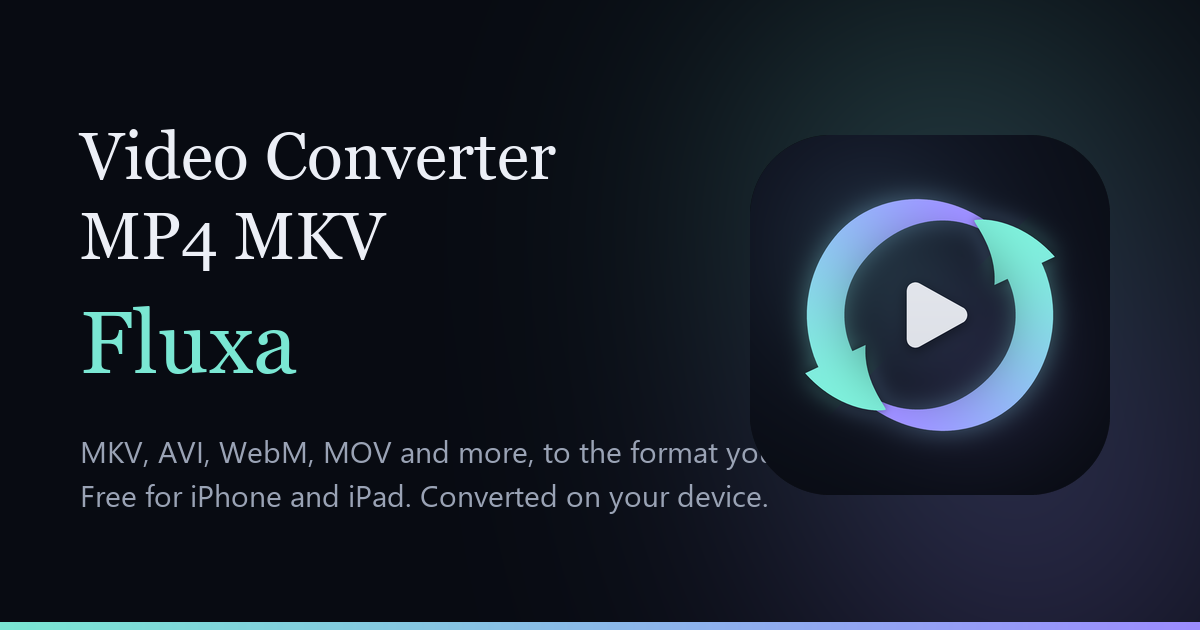 Video Converter
MP4 MKV
Fluxa
MKV, AVI, WebM, MOV and more, to the format
Free for iPhone and iPad. Converted on your device.